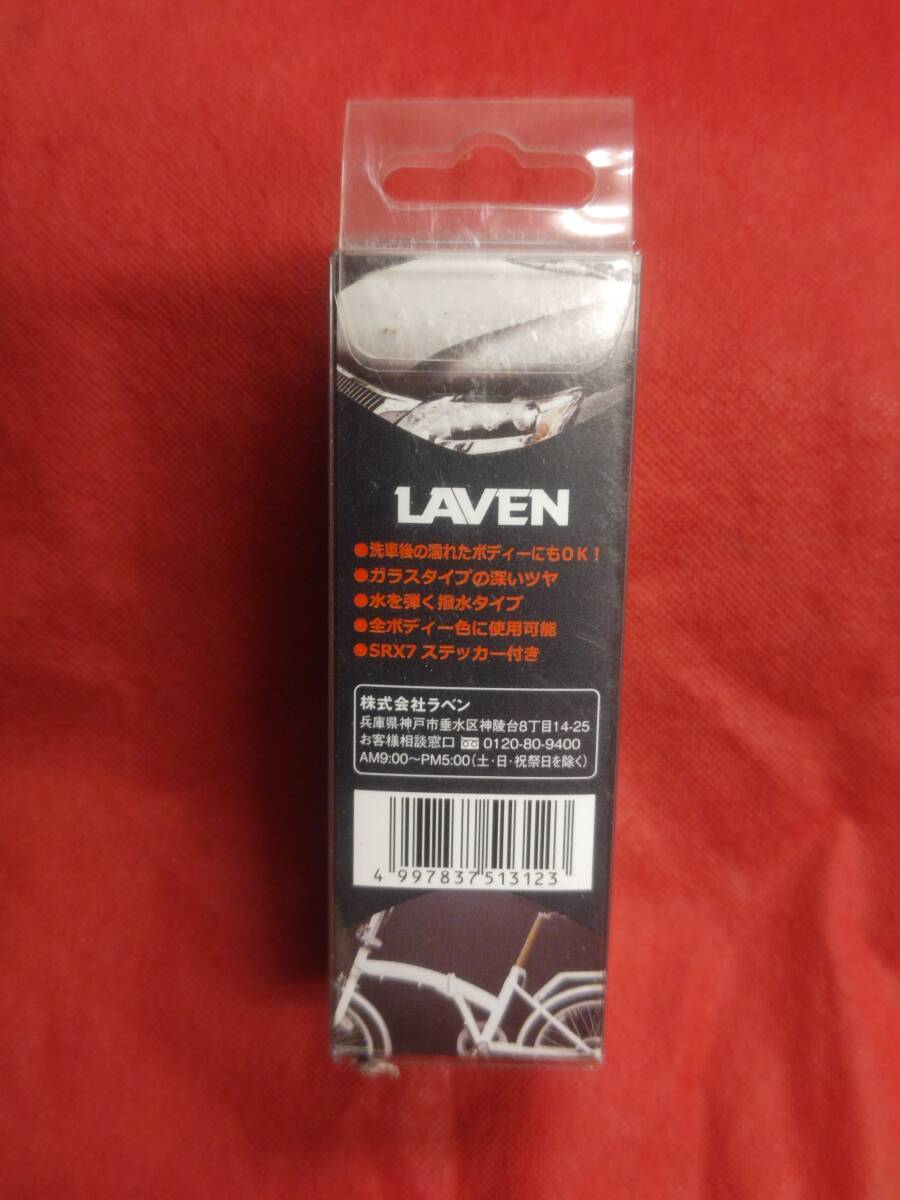 LAVEN
●洗車後の濡れたボディーにもOK!
●ガラスタイプの深いツヤ
●水を弾く撥水タイプ
●全ボディー色に使用可能
●SRX7 ステッカー付き
株式会社ラベン
兵庫県神戸市垂水区神陵台8丁目14-25
お客様相談窓口 0120-80-9400
AM9:00～PM5:00(土・日・祝祭日を除く)
4 997837 513123